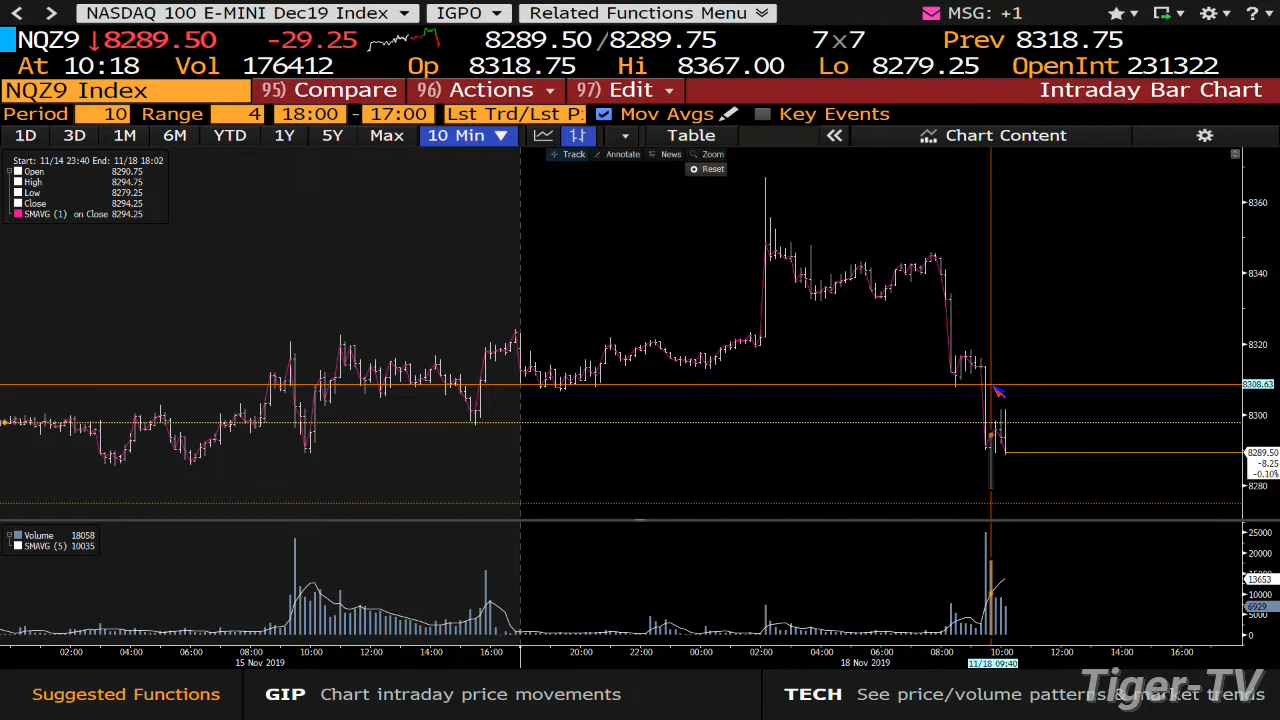 NASDAQ 100 E-MINI Dec19 Index IGPO Related Functions Menu MSG: +1 ?
NQZ9 ↓8289.50 -29.25 8289.50/8289.75 7x7 Prev 8318.75
At 10:18 Vol 176412 Op 8318.75 Hi 8367.00 Lo 8279.25 OpenInt 231322
NQZ9 Index 95) Compare 96) Actions 97) Edit Intraday Bar Chart
Period 10 Range 4 18:00 - 17:00 Lst Trd/Lst P: Mov Avgs Key Events
1D 3D 1M 6M YTD 1Y 5Y Max 10 Min ▼ Table « Chart Content
Track Annotate News Zoom
Reset
Start: 11/14 23:40 End: 11/18 18:02
Open 8290.75
High 8294.75
Low 8279.25
Close 8294.25
SMAVG (1) on Close 8294.25
8360
8340
8320
8308.63
8300
8289.50
-8.25
-0.10%
8280
Volume 18058
SMAVG (5) 10035
25000
20000
13653
10000
6929
5000
0
02:00 04:00 06:00 08:00 10:00 12:00 14:00 16:00 20:00 22:00 00:00 02:00 04:00 06:00 08:00 10:00 12:00 14:00 16:00
15 Nov 2019 18 Nov 2019 11/18 09:40
Suggested Functions GIP Chart intraday price movements TECH See price/volume patterns & market trends
Tiger-TV